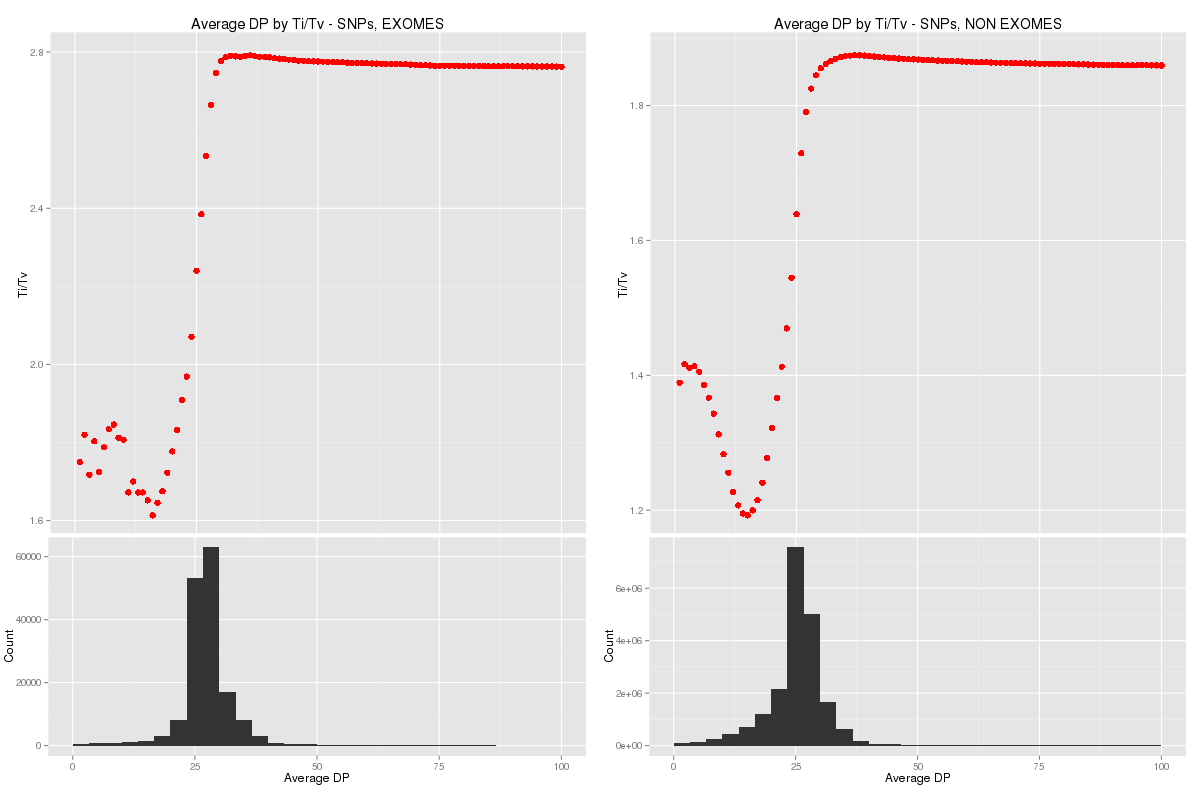 Average DP by Ti/Tv - SNPs, EXOMES
2.8
2.4
2.0
1.6
Ti/Tv
60000
40000
20000
0
Count
0 25 50 75 100
Average DP
Average DP by Ti/Tv - SNPs, NON EXOMES
1.8
1.6
1.4
1.2
Ti/Tv
6e+06
4e+06
2e+06
0e+00
Count
0 25 50 75 100
Average DP